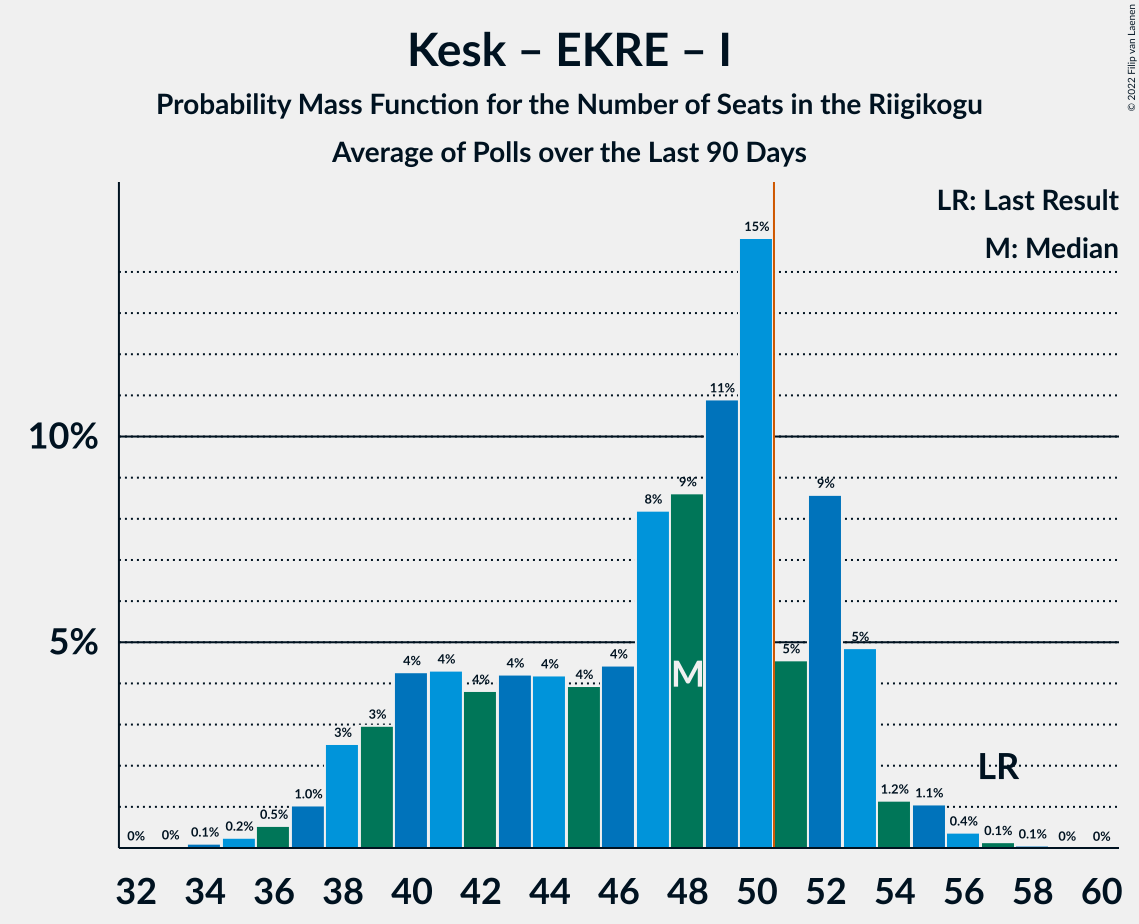 Kesk – EKRE – I
Probability Mass Function for the Number of Seats in the Riigikogu
Average of Polls over the Last 90 Days
© 2022 Filip van Laenen
LR: Last Result
M: Median
10%
5%
0% 0% 0.1% 0.2% 0.5% 1.0% 3% 3% 4% 4% 4% 4% 4% 4% 4% 8% 9% 11% 15% 5% 9% 5% 1.2% 1.1% 0.4% 0.1% 0.1% 0% 0%
M
LR
32 34 36 38 40 42 44 46 48 50 52 54 56 58 60